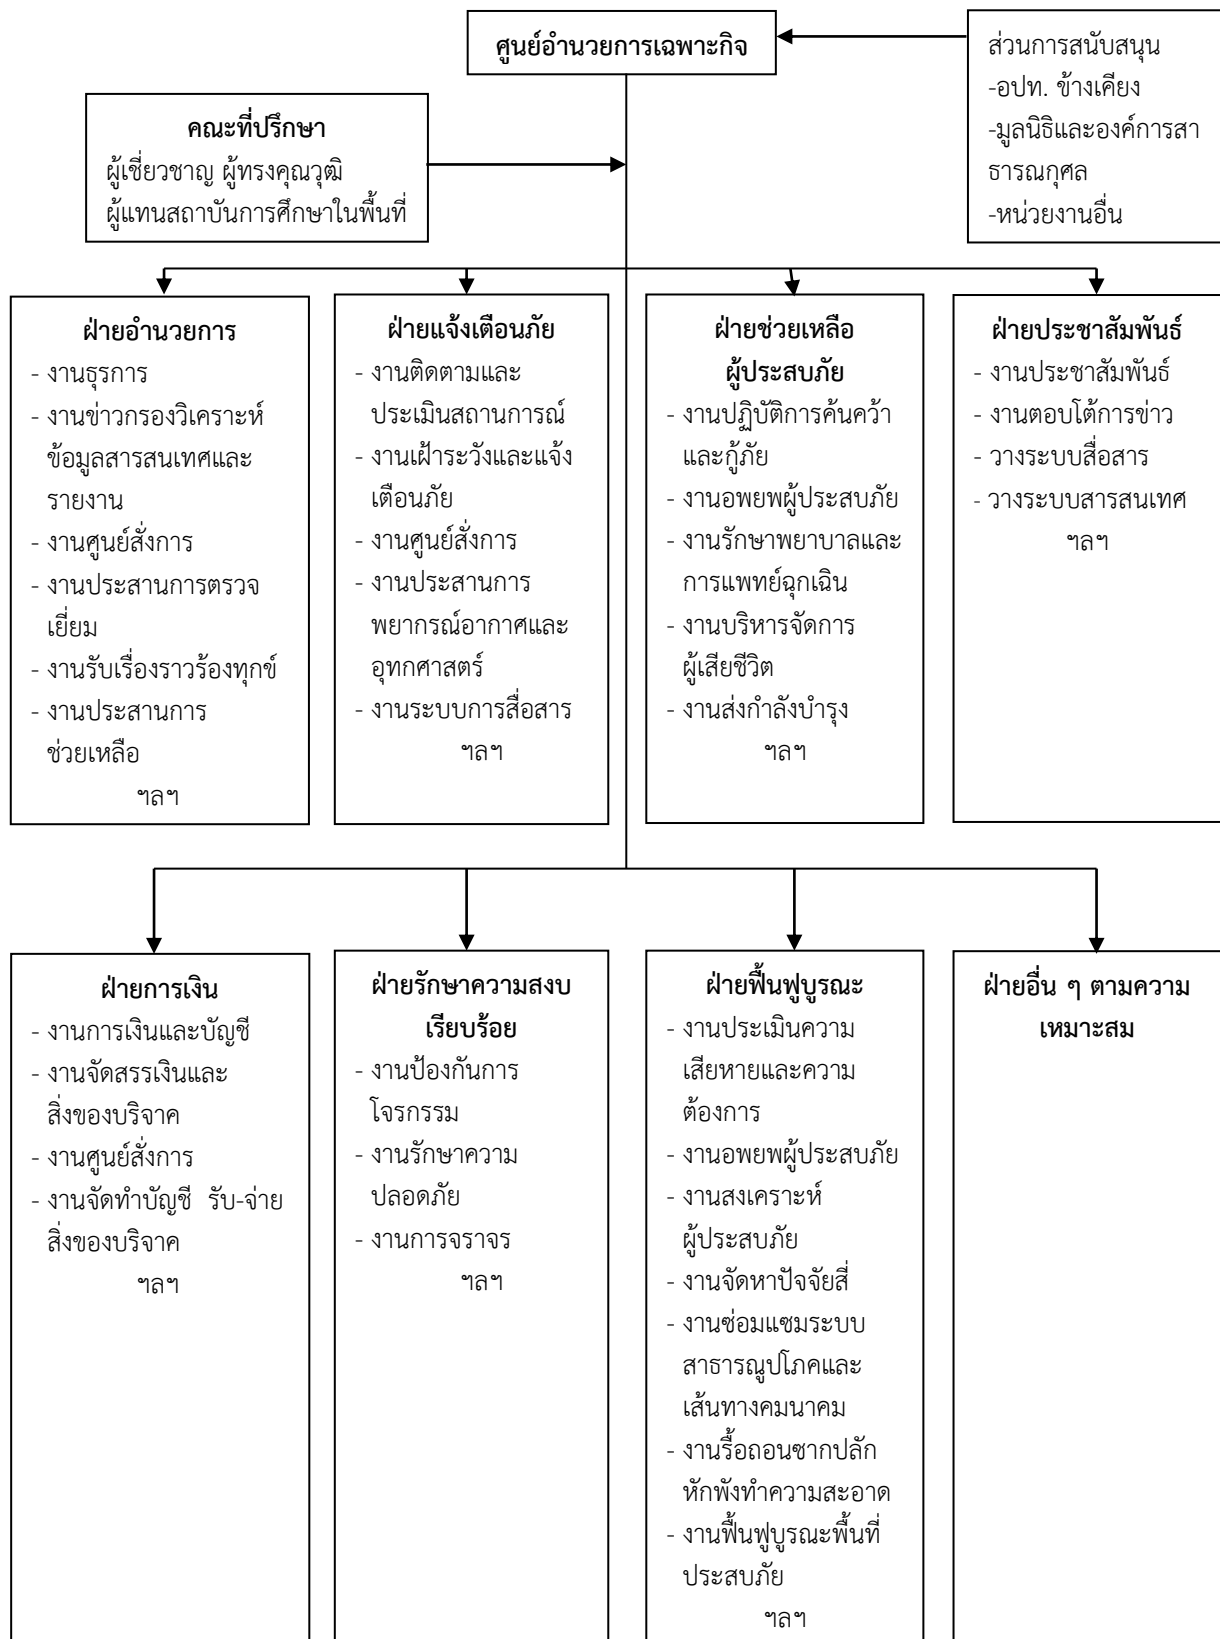 ศูนย์อำนวยการเฉพาะกิจ
ส่วนการสนับสนุน
-อปท. ข้างเคียง
-มูลนิธิและองค์การสา
ธารณกุศล
-หน่วยงานอื่น
คณะที่ปรึกษา
ผู้เชี่ยวชาญ ผู้ทรงคุณวุฒิ
ผู้แทนสถาบันการศึกษาในพื้นที่
ฝ่ายอำนวยการ
- งานธุรการ
- งานข่าวกรองวิเคราะห์
ข้อมูลสารสนเทศและ
รายงาน
- งานศูนย์สั่งการ
- งานประสานการตรวจ
เยี่ยม
- งานรับเรื่องราวร้องทุกข์
- งานประสานการ
ช่วยเหลือ
ฯลฯ
ฝ่ายแจ้งเตือนภัย
- งานติดตามและ
ประเมินสถานการณ์
- งานเฝ้าระวังและแจ้ง
เตือนภัย
- งานศูนย์สั่งการ
- งานประสานการ
พยากรณ์อากาศและ
อุทกศาสตร์
- งานระบบการสื่อสาร
ฯลฯ
ฝ่ายช่วยเหลือ
ผู้ประสบภัย
- งานปฏิบัติการค้นคว้า
และกู้ภัย
- งานอพยพผู้ประสบภัย
- งานรักษาพยาบาลและ
การแพทย์ฉุกเฉิน
- งานบริหารจัดการ
ผู้เสียชีวิต
- งานส่งกำลังบำรุง
ฯลฯ
ฝ่ายประชาสัมพันธ์
- งานประชาสัมพันธ์
- งานตอบโต้การข่าว
- วางระบบสื่อสาร
- วางระบบสารสนเทศ
ฯลฯ
ฝ่ายการเงิน
- งานการเงินและบัญชี
- งานจัดสรรเงินและ
สิ่งของบริจาค
- งานศูนย์สั่งการ
- งานจัดทำบัญชี รับ-จ่าย
สิ่งของบริจาค
ฯลฯ
ฝ่ายรักษาความสงบ
เรียบร้อย
- งานป้องกันการ
โจรกรรม
- งานรักษาความ
ปลอดภัย
- งานการจราจร
ฯลฯ
ฝ่ายฟื้นฟูบูรณะ
- งานประเมินความ
เสียหายและความ
ต้องการ
- งานอพยพผู้ประสบภัย
- งานสงเคราะห์
ผู้ประสบภัย
- งานจัดหาปัจจัยสี่
- งานซ่อมแซมระบบ
สาธารณูปโภคและ
เส้นทางคมนาคม
- งานรื้อถอนซากปลัก
หักพังทำความสะอาด
- งานฟื้นฟูบูรณะพื้นที่
ประสบภัย
ฯลฯ
ฝ่ายอื่น ๆ ตามความ
เหมาะสม